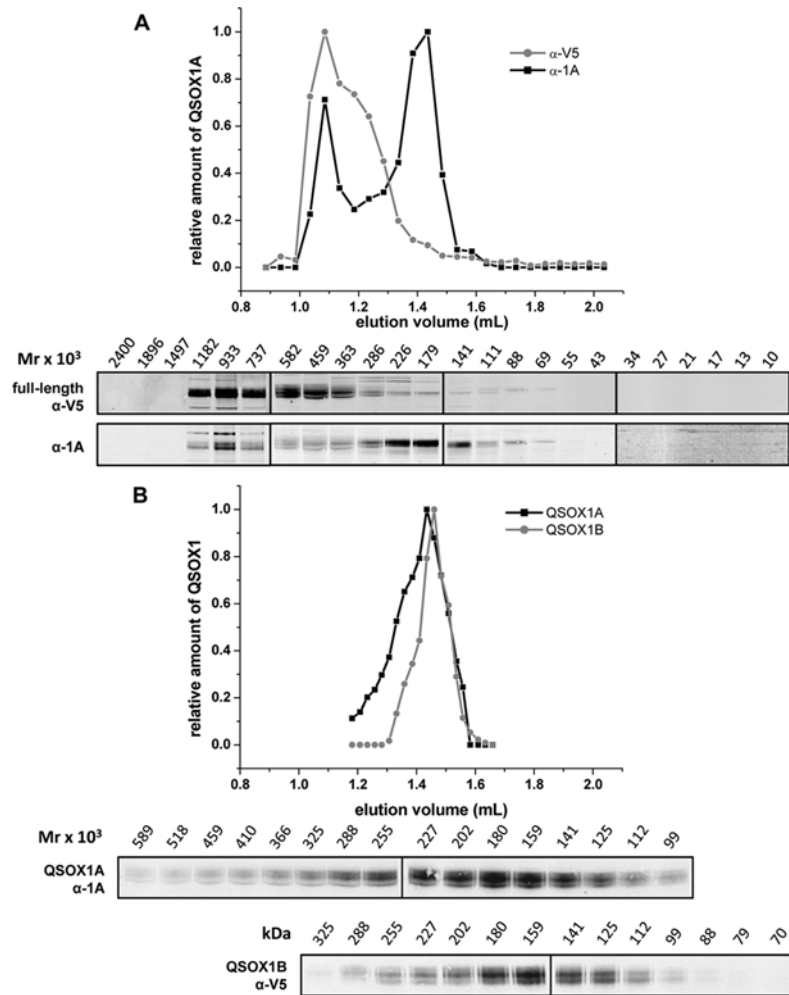 A
α-V5
α-1A
relative amount of QSOX1A
1.0
0.8
0.6
0.4
0.2
0.0
0.8 1.0 1.2 1.4 1.6 1.8 2.0
elution volume (mL)
Mr x 10³ 2400 1896 1497 1182 933 737 582 459 363 286 226 179 141 111 88 69 55 43 34 27 21 17 13 10
full-length
α-V5
α-1A
B
QSOX1A
QSOX1B
relative amount of QSOX1
1.0
0.8
0.6
0.4
0.2
0.0
0.8 1.0 1.2 1.4 1.6 1.8 2.0
elution volume (mL)
Mr x 10³ 589 518 459 410 366 325 288 255 227 202 180 159 141 125 112 99
QSOX1A
α-1A
kDa 325 288 255 227 202 180 159 141 125 112 99 88 79 70
QSOX1B
α-V5